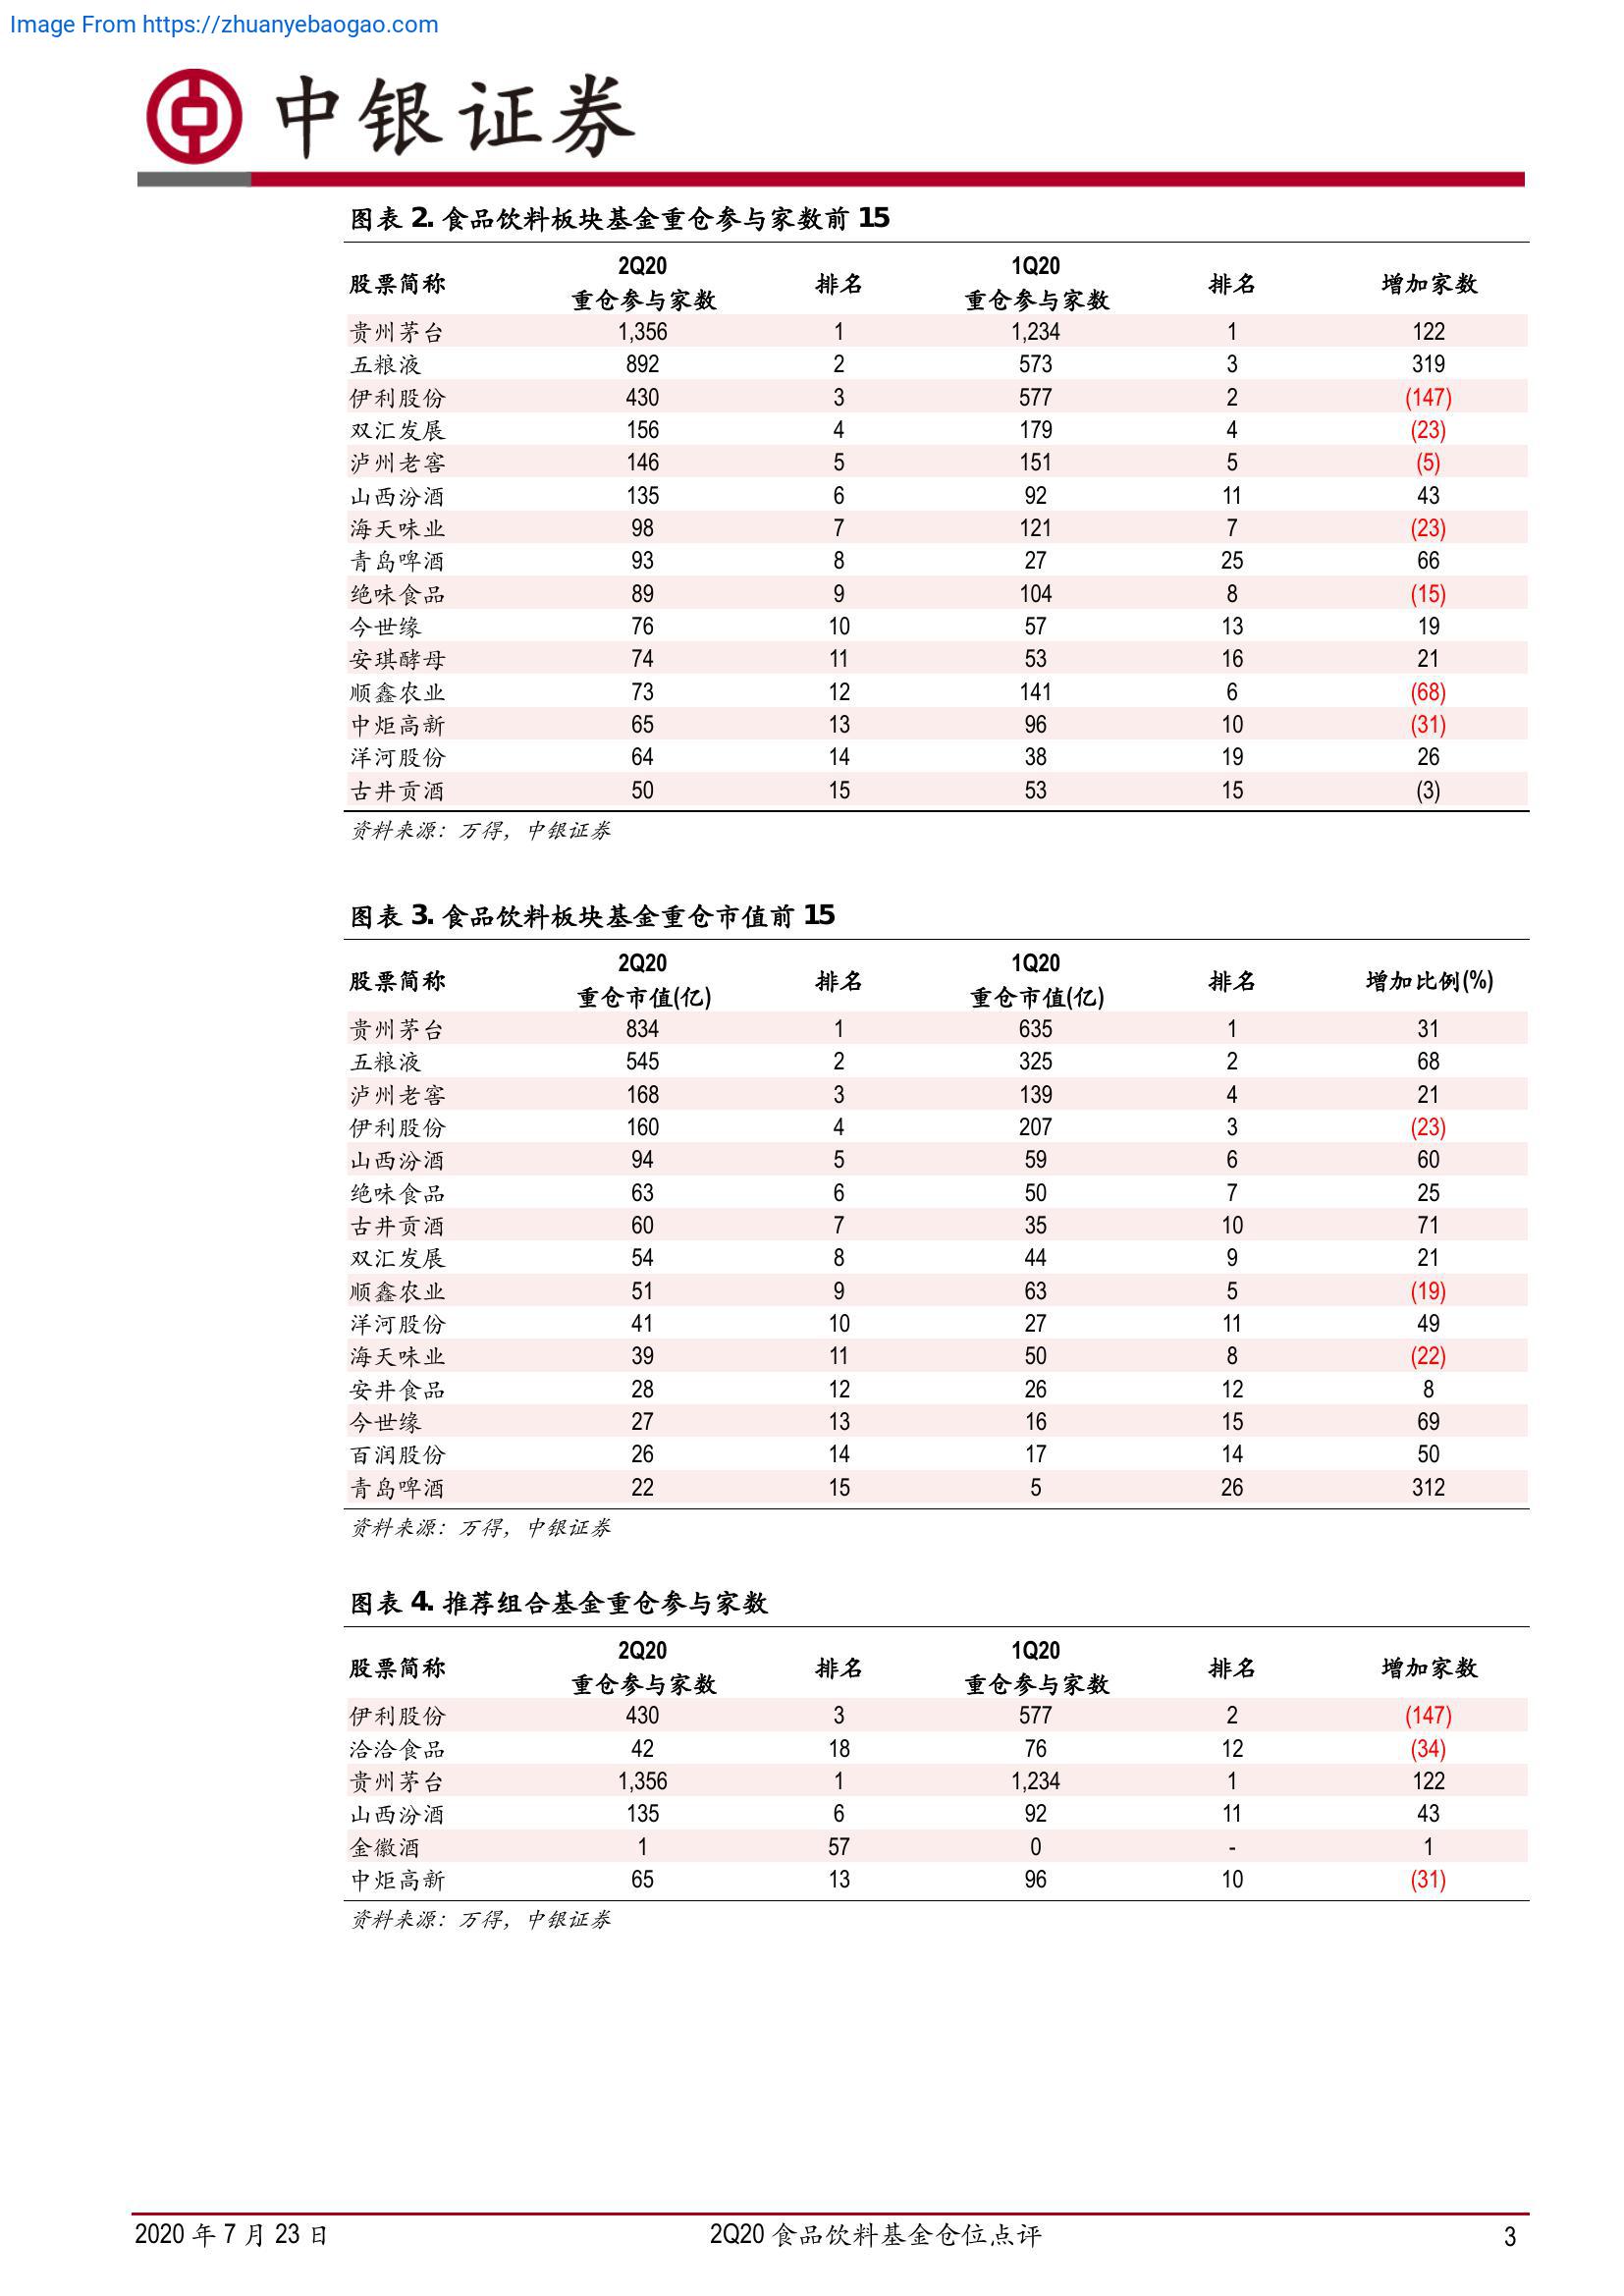 Image From https://zhuanyebaogao.com
中银证券
图表 2. 食品饮料板块基金重仓参与家数前 15
股票简称 2Q20 重仓参与家数 排名 1Q20 重仓参与家数 排名 增加家数
贵州茅台 1,356 1 1,234 1 122
五粮液 892 2 573 3 319
伊利股份 430 3 577 2 (147)
双汇发展 156 4 179 4 (23)
泸州老窖 146 5 151 5 (5)
山西汾酒 135 6 92 11 43
海天味业 98 7 121 7 (23)
青岛啤酒 93 8 27 25 66
绝味食品 89 9 104 8 (15)
今世缘 76 10 57 13 19
安琪酵母 74 11 53 16 21
顺鑫农业 73 12 141 6 (68)
中炬高新 65 13 96 10 (31)
洋河股份 64 14 38 19 26
古井贡酒 50 15 53 15 (3)
资料来源：万得，中银证券
图表 3. 食品饮料板块基金重仓市值前 15
股票简称 2Q20 重仓市值(亿) 排名 1Q20 重仓市值(亿) 排名 增加比例(%)
贵州茅台 834 1 635 1 31
五粮液 545 2 325 2 68
泸州老窖 168 3 139 4 21
伊利股份 160 4 207 3 (23)
山西汾酒 94 5 59 6 60
绝味食品 63 6 50 7 25
古井贡酒 60 7 35 10 71
双汇发展 54 8 44 9 21
顺鑫农业 51 9 63 5 (19)
洋河股份 41 10 27 11 49
海天味业 39 11 50 8 (22)
安井食品 28 12 26 12 8
今世缘 27 13 16 15 69
百润股份 26 14 17 14 50
青岛啤酒 22 15 5 26 312
资料来源：万得，中银证券
图表 4. 推荐组合基金重仓参与家数
股票简称 2Q20 重仓参与家数 排名 1Q20 重仓参与家数 排名 增加家数
伊利股份 430 3 577 2 (147)
洽洽食品 42 18 76 12 (34)
贵州茅台 1,356 1 1,234 1 122
山西汾酒 135 6 92 11 43
金徽酒 1 57 0 - 1
中炬高新 65 13 96 10 (31)
资料来源：万得，中银证券
2020 年 7 月 23 日 2Q20 食品饮料基金仓位点评 3